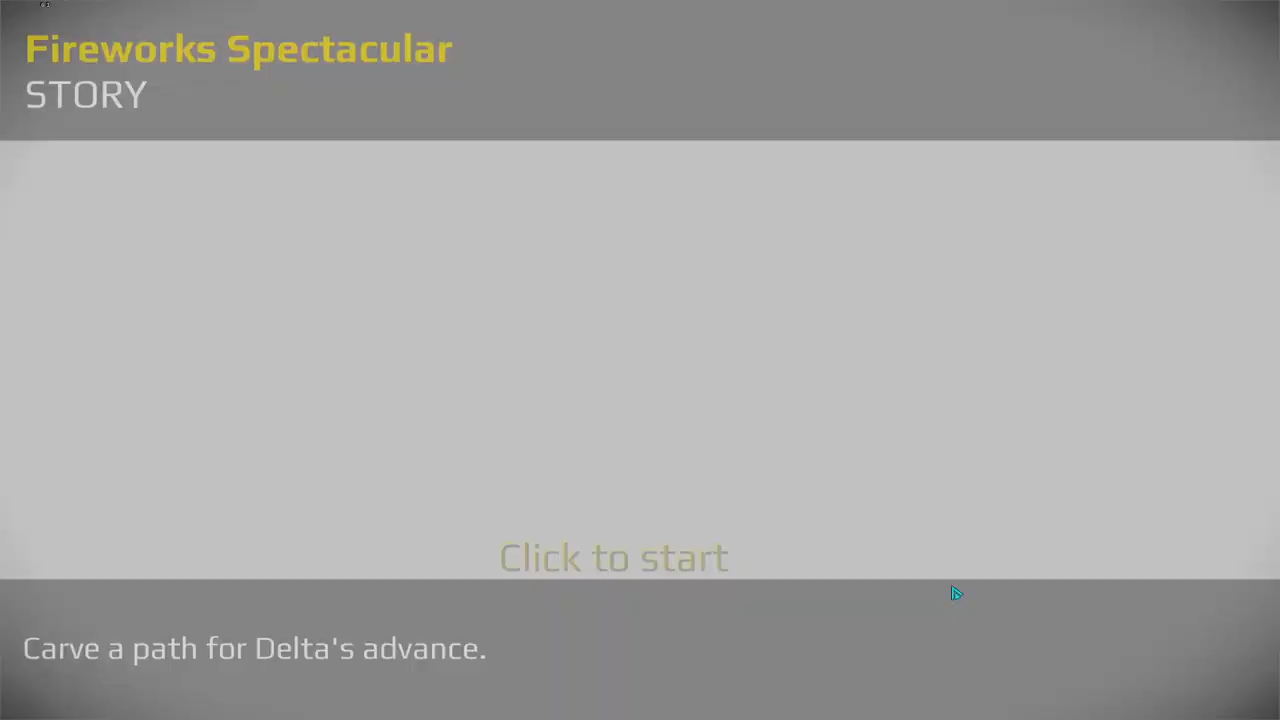 Fireworks Spectacular
STORY
Click to start
Carve a path for Delta's advance.